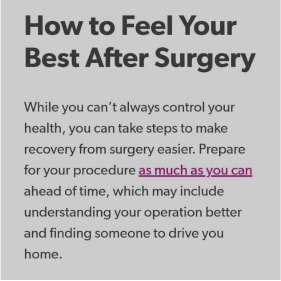 How to Feel Your
Best After Surgery
While you can't always control your
health, you can take steps to make
recovery from surgery easier. Prepare
for your procedure as much as you can
ahead of time, which may include
understanding your operation better
and finding someone to drive you
home.